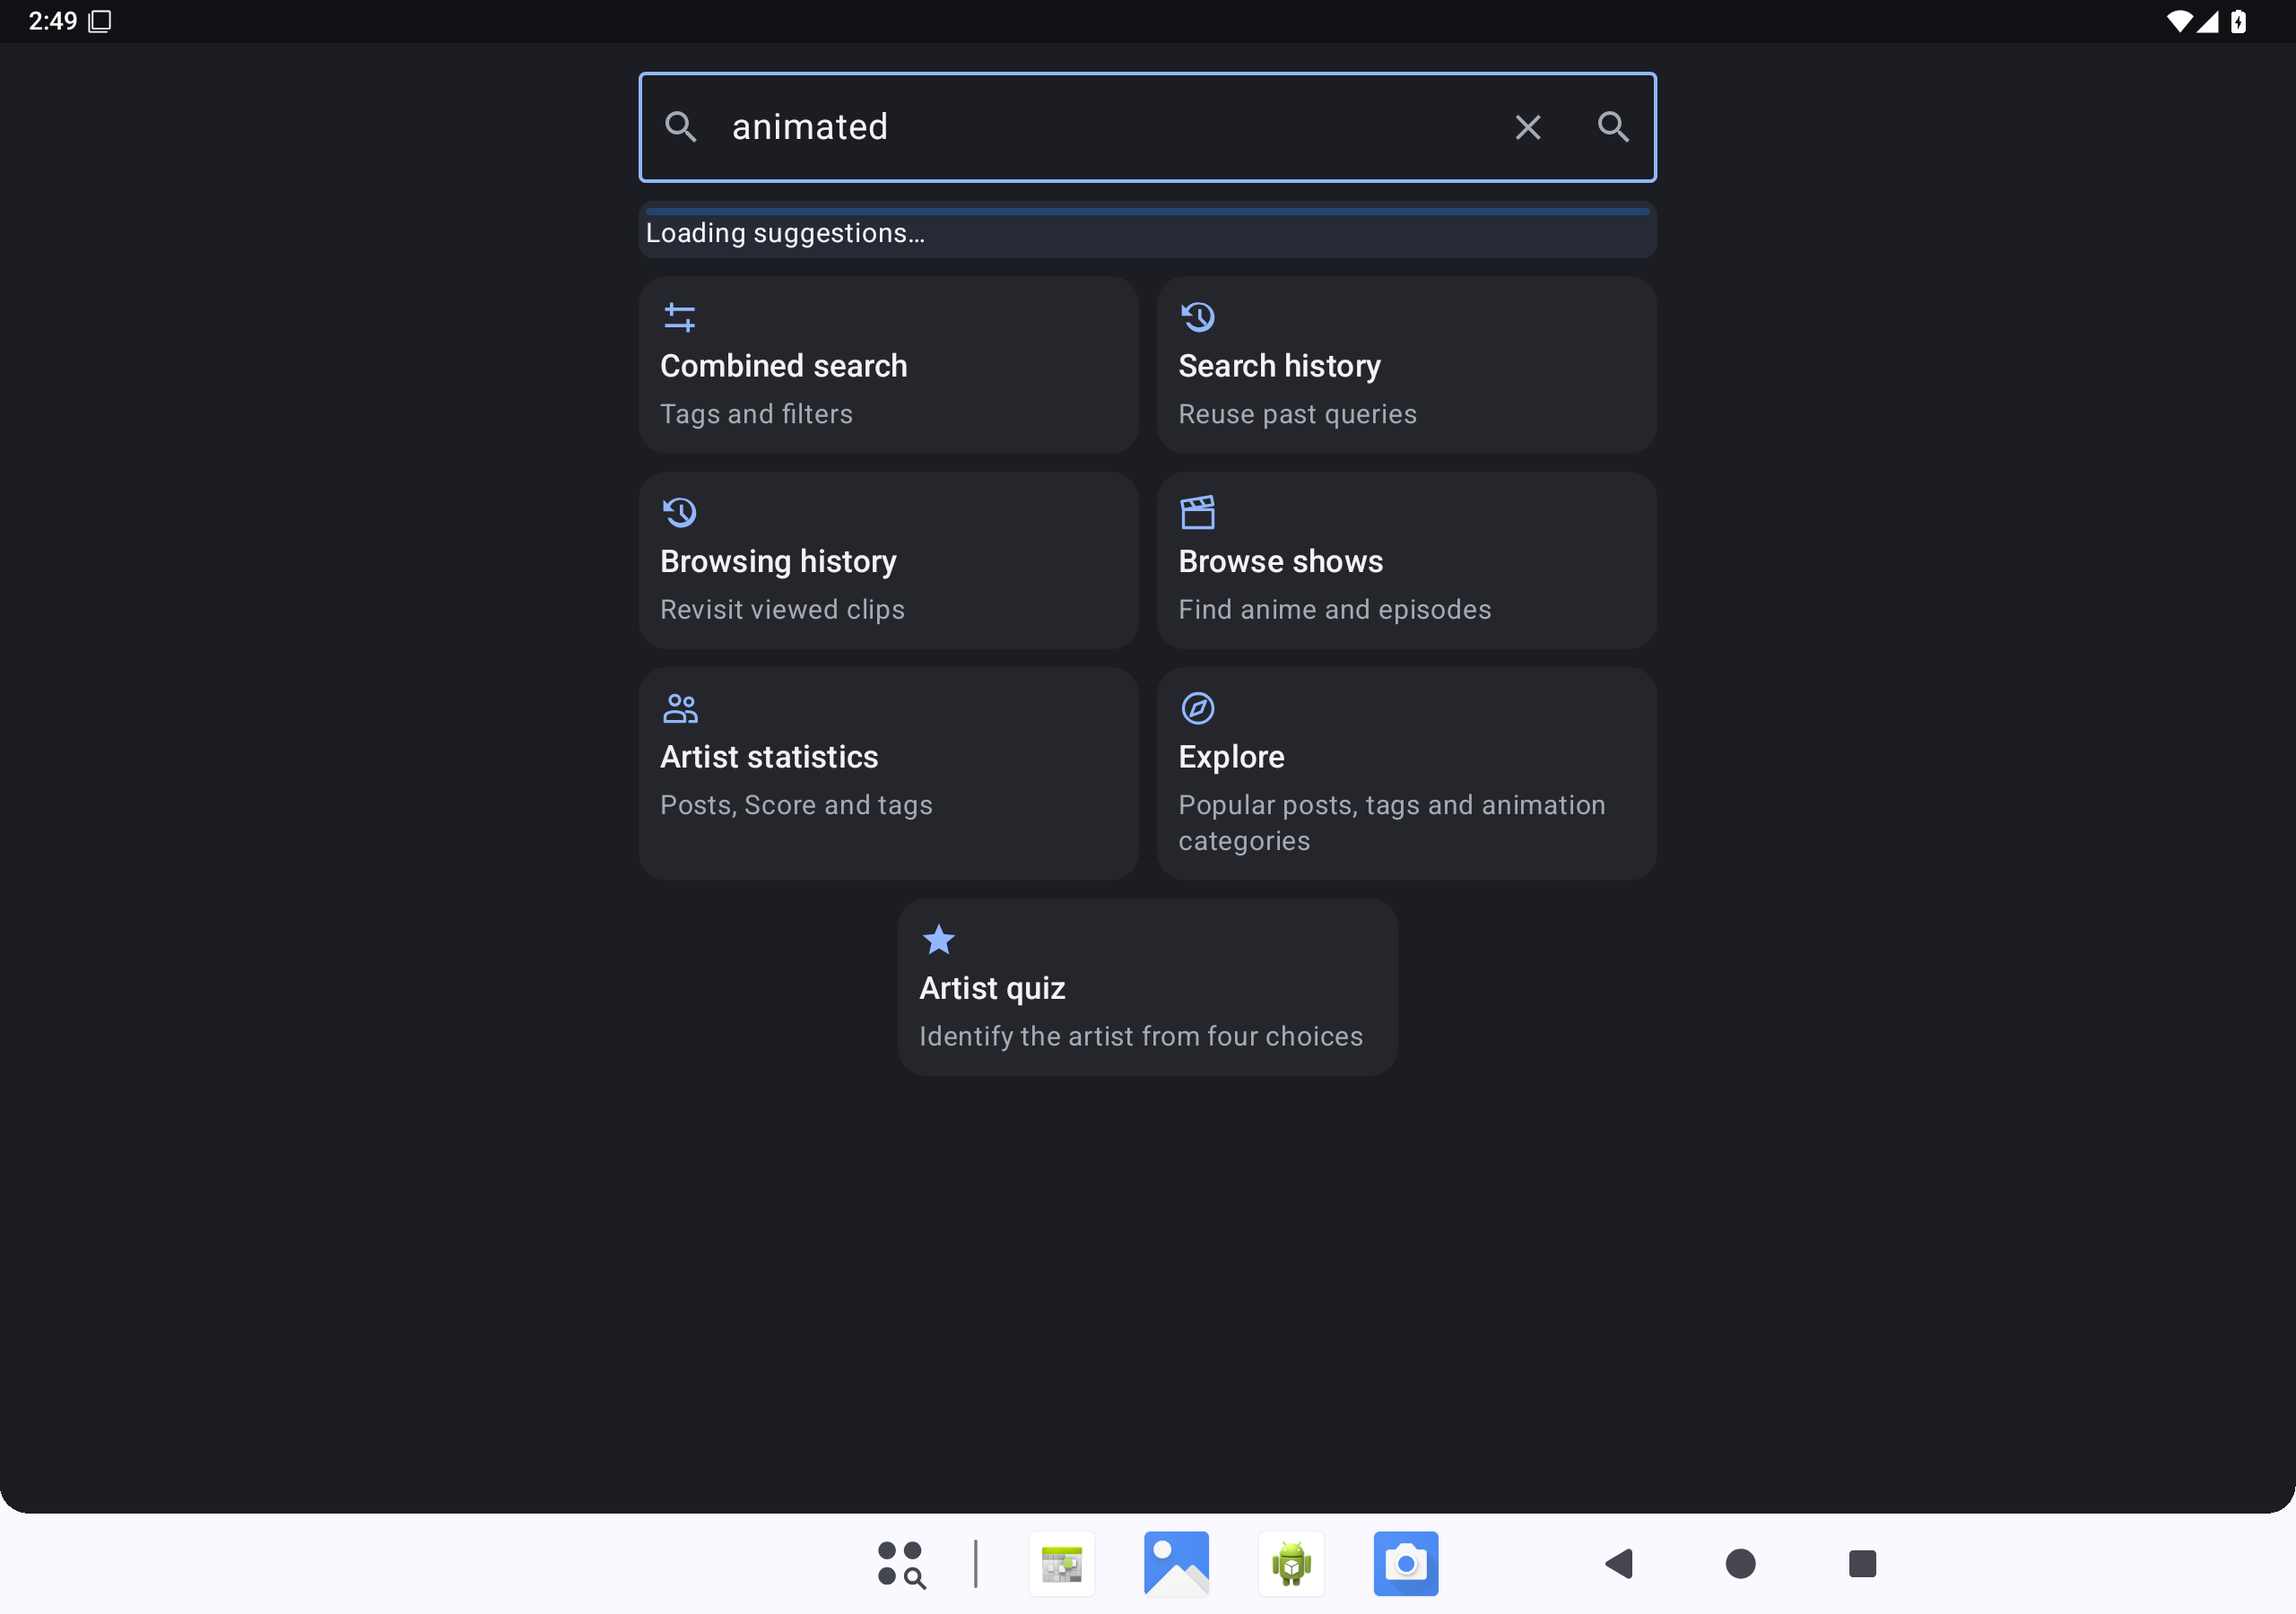 2:49
animated
Loading suggestions…
Combined search
Tags and filters
Search history
Reuse past queries
Browsing history
Revisit viewed clips
Browse shows
Find anime and episodes
Artist statistics
Posts, Score and tags
Explore
Popular posts, tags and animation
categories
Artist quiz
Identify the artist from four choices